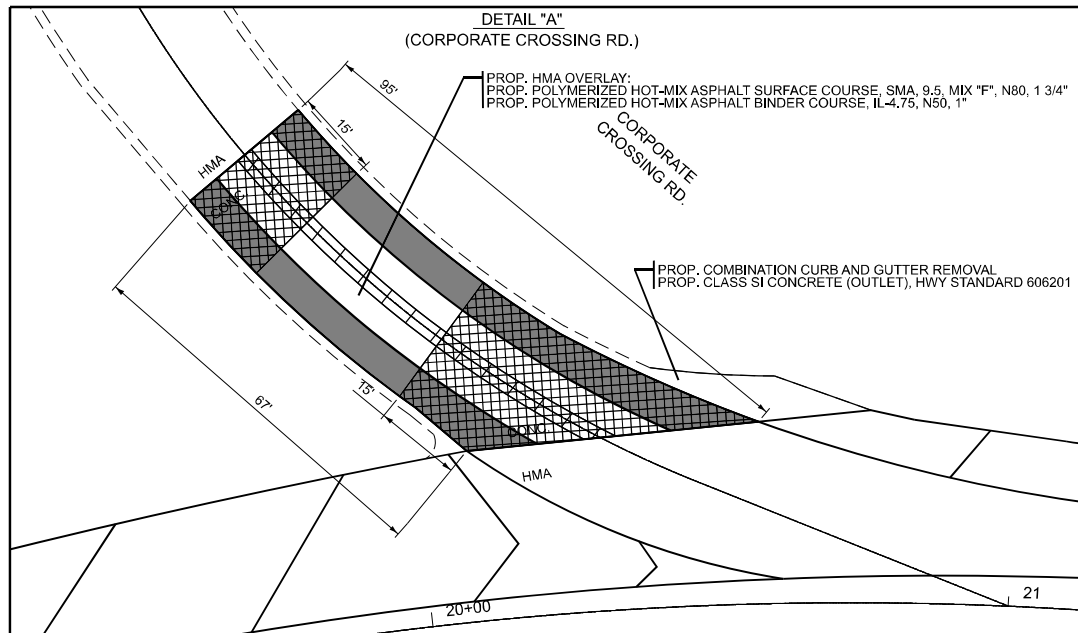 DETAIL "A"
(CORPORATE CROSSING RD.)
PROP. HMA OVERLAY:
PROP. POLYMERIZED HOT-MIX ASPHALT SURFACE COURSE, SMA, 9.5, MIX "F", N80, 1 3/4"
PROP. POLYMERIZED HOT-MIX ASPHALT BINDER COURSE, IL-4.75, N50, 1"
95'
15'
CORPORATE
CROSSING RD.
HMA
CONC.
PROP. COMBINATION CURB AND GUTTER REMOVAL
PROP. CLASS SI CONCRETE (OUTLET), HWY STANDARD 606201
67'
15'
CONC.
HMA
20+00
21